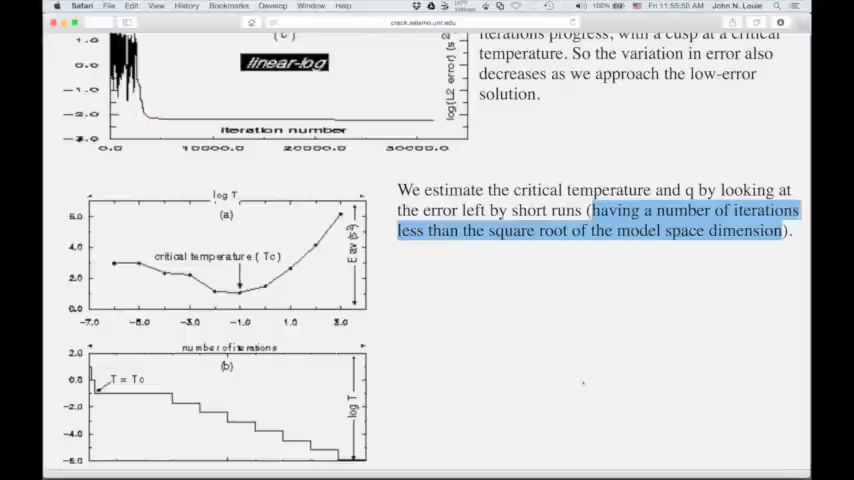 Safari File Edit View History Bookmarks Develop Window Help
100% Fri 11:55:50 AM John N. Louie
crack.seismo.unr.edu
iterations progress, with a cusp at a critical
temperature. So the variation in error also
decreases as we approach the low-error
solution.
(c)
linear-log
log(L2 error) (s 2
1.0
0.0
-1.0
-2.0
iteration number
0.0 10000.0 20000.0 30000.0
We estimate the critical temperature and q by looking at
the error left by short runs (having a number of iterations
less than the square root of the model space dimension).
log T
(a)
6.0
4.0
2.0
0.0
critical temperature ( Tc)
E av (s²)
-7.0 -5.0 -3.0 -1.0 1.0 3.0
number of iterations
(b)
2.0
0.0
-2.0
-4.0
-6.0
T = Tc
log T